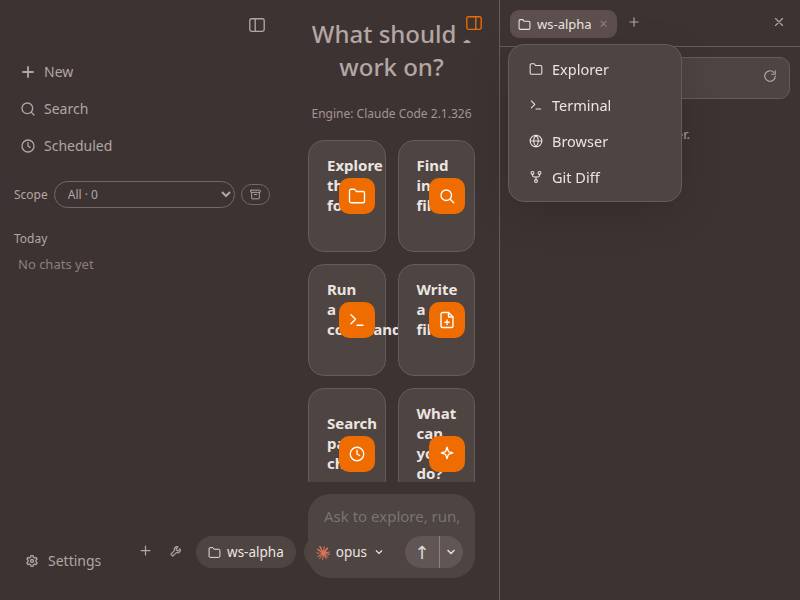 New
Search
Scheduled
Scope
All · 0
Today
No chats yet
Settings
What should
work on?
Engine: Claude Code 2.1.326
Explore
Find
Run
a
Write
a
Search
What
can
do?
Ask to explore, run,
ws-alpha
opus
ws-alpha
Explorer
Terminal
Browser
Git Diff